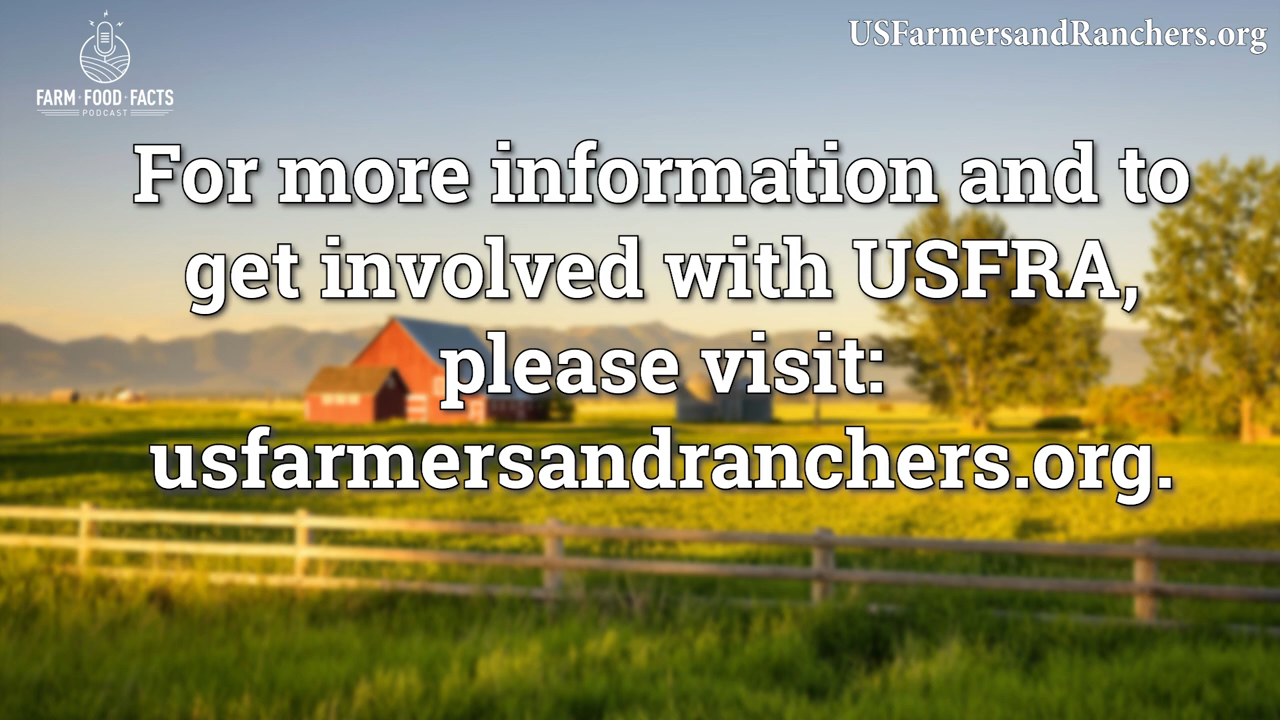 USFarmersandRanchers.org
FARM·FOOD·FACTS
PODCAST
For more information and to
get involved with USFRA,
please visit:
usfarmersandranchers.org.